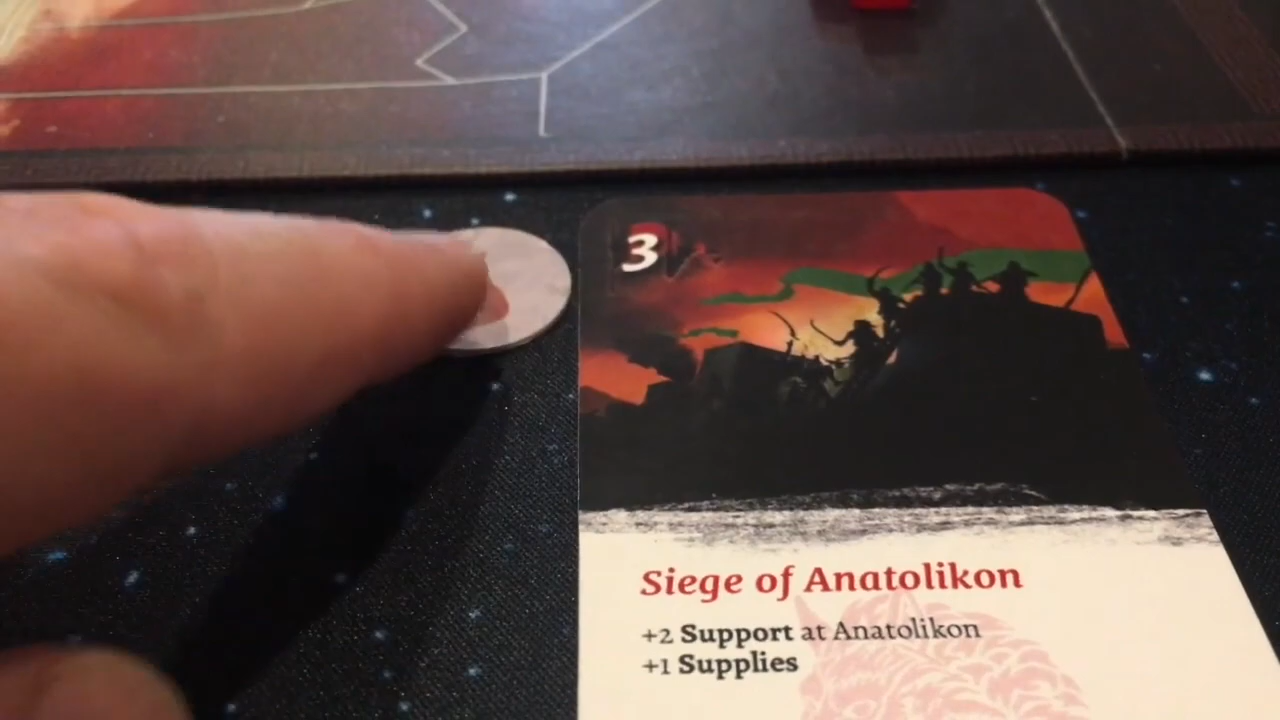 3
Siege of Anatolikon
+2 Support at Anatolikon
+1 Supplies